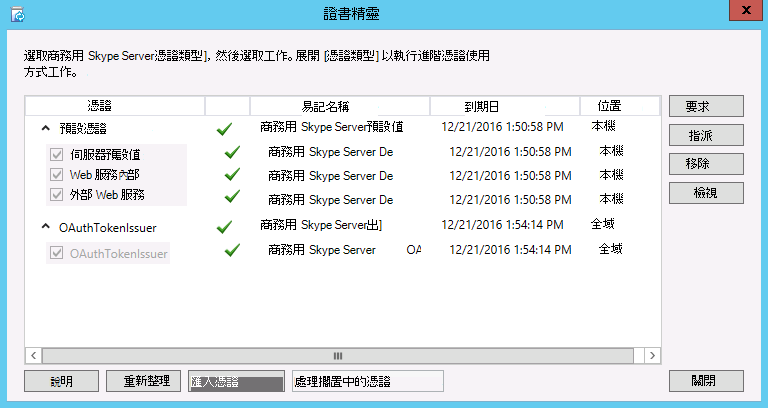 證書精靈
x
選取商務用 Skype Server憑證類型], 然後選取工作。展開 [憑證類型] 以執行進階憑證使用
方式工作。
憑證 易記名稱 到期日 位置
預設憑證 商務用 Skype Server預設值 12/21/2016 1:50:58 PM 本機
伺服器預設值 商務用 Skype Server De 12/21/2016 1:50:58 PM 本機
Web 服務內部 商務用 Skype Server De 12/21/2016 1:50:58 PM 本機
外部 Web 服務 商務用 Skype Server De 12/21/2016 1:50:58 PM 本機
OAuthTokenIssuer 商務用 Skype Server出] 12/21/2016 1:54:14 PM 全域
OAuthTokenIssuer 商務用 Skype Server OA 12/21/2016 1:54:14 PM 全域
要求
指派
移除
檢視
說明 重新整理 匯入憑證 處理擱置中的憑證 關閉